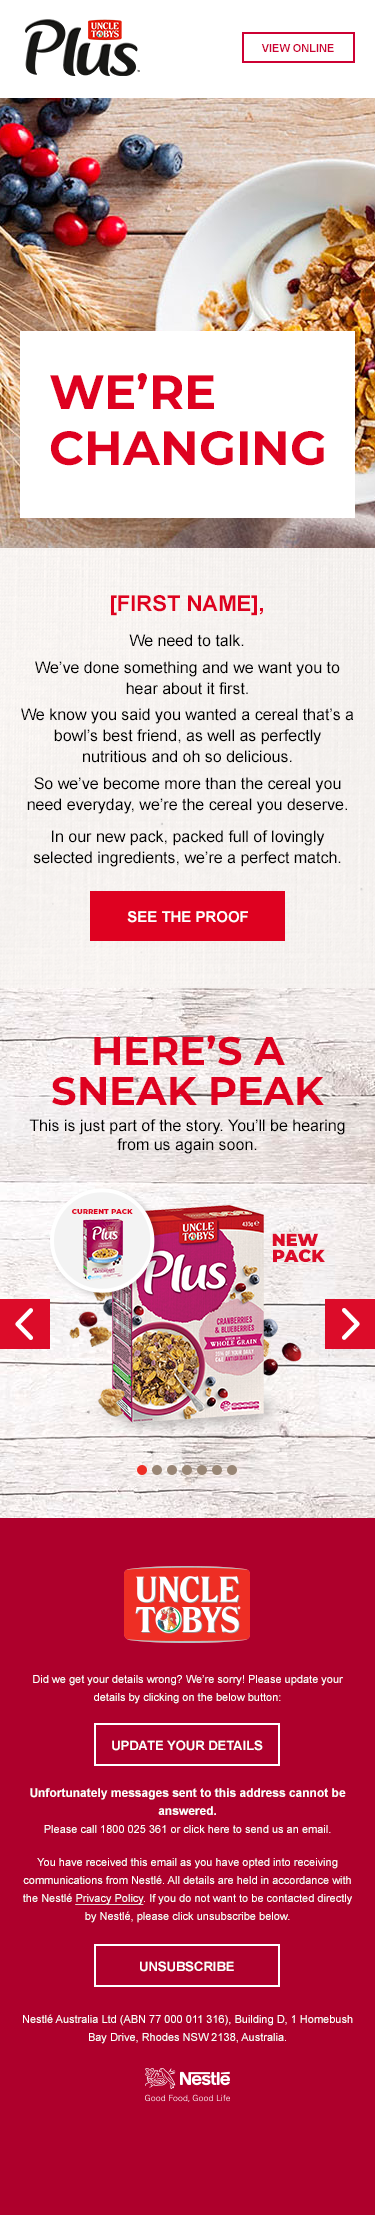 UNCLE
TOBYS
Plus
VIEW ONLINE
WE'RE
CHANGING
[FIRST NAME],
We need to talk.
We've done something and we want you to
hear about it first.
We know you said you wanted a cereal that's a
bowl's best friend, as well as perfectly
nutritious and oh so delicious.
So we've become more than the cereal you
need everyday, we're the cereal you deserve.
In our new pack, packed full of lovingly
selected ingredients, we're a perfect match.
SEE THE PROOF
HERE'S A
SNEAK PEAK
This is just part of the story. You'll be hearing
from us again soon.
CURRENT PACK
Plus
UNCLE
TOBYS
433g
Plus
NEW
PACK
CRANBERRIES
& BLUEBERRIES
WHOLE GRAIN
ANTIOXIDANTS
UNCLE
TOBYS
Did we get your details wrong? We're sorry! Please update your
details by clicking on the below button:
UPDATE YOUR DETAILS
Unfortunately messages sent to this address cannot be
answered.
Please call 1800 025 361 or click here to send us an email.
You have received this email as you have opted into receiving
communications from Nestlé. All details are held in accordance with
the Nestlé Privacy Policy. If you do not want to be contacted directly
by Nestlé, please click unsubscribe below.
UNSUBSCRIBE
Nestlé Australia Ltd (ABN 77 000 011 316), Building D, 1 Homebush
Bay Drive, Rhodes NSW 2138, Australia.
Nestlé
Good Food, Good Life